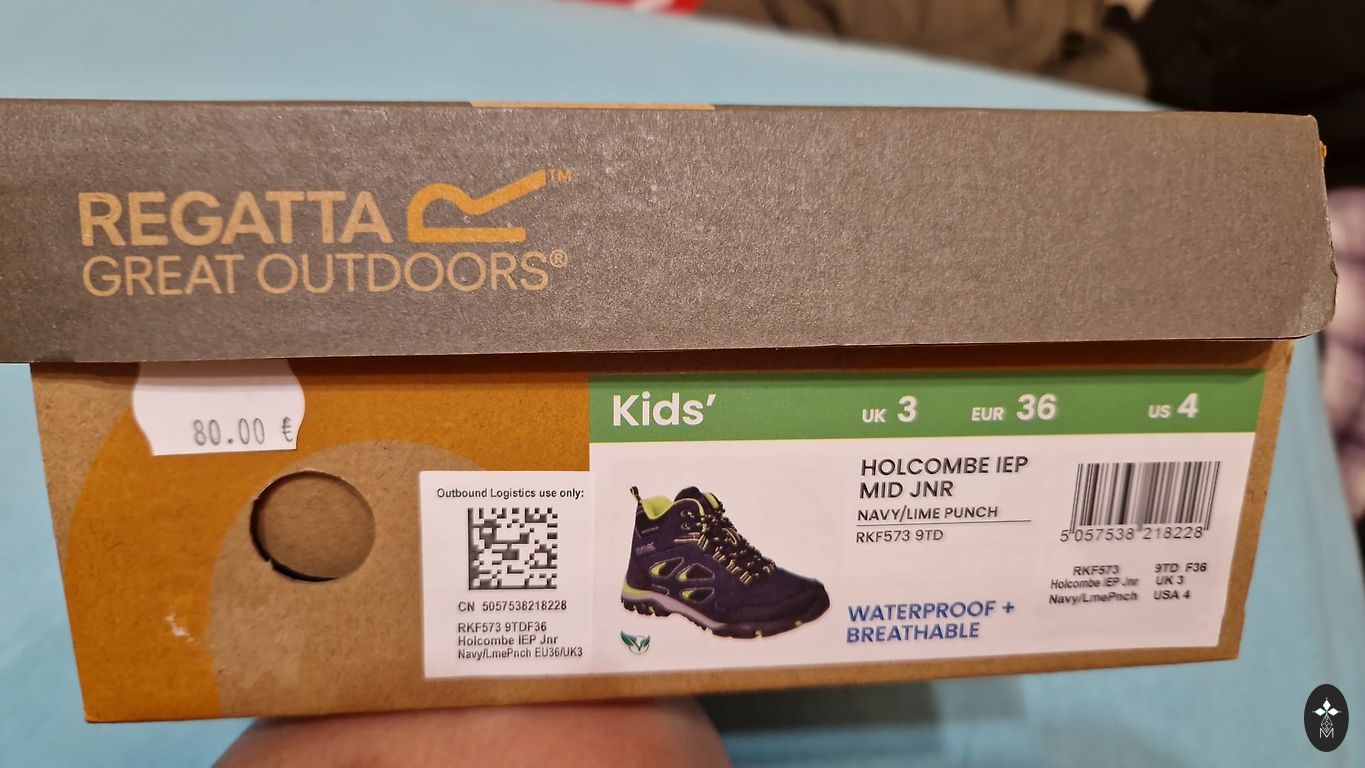 REGATTA R™
GREAT OUTDOORS®
80.00 €
Kids’ UK 3 EUR 36 US 4
Outbound Logistics use only:
CN 5057538218228
RKF573 9TDF36
Holcombe IEP Jnr
Navy/LmePnch EU36/UK3
HOLCOMBE IEP
MID JNR
NAVY/LIME PUNCH
RKF573 9TD
WATERPROOF +
BREATHABLE
5 057538 218228
RKF573 9TD F36
Holcombe IEP Jnr UK 3
Navy/LmePnch USA 4
M